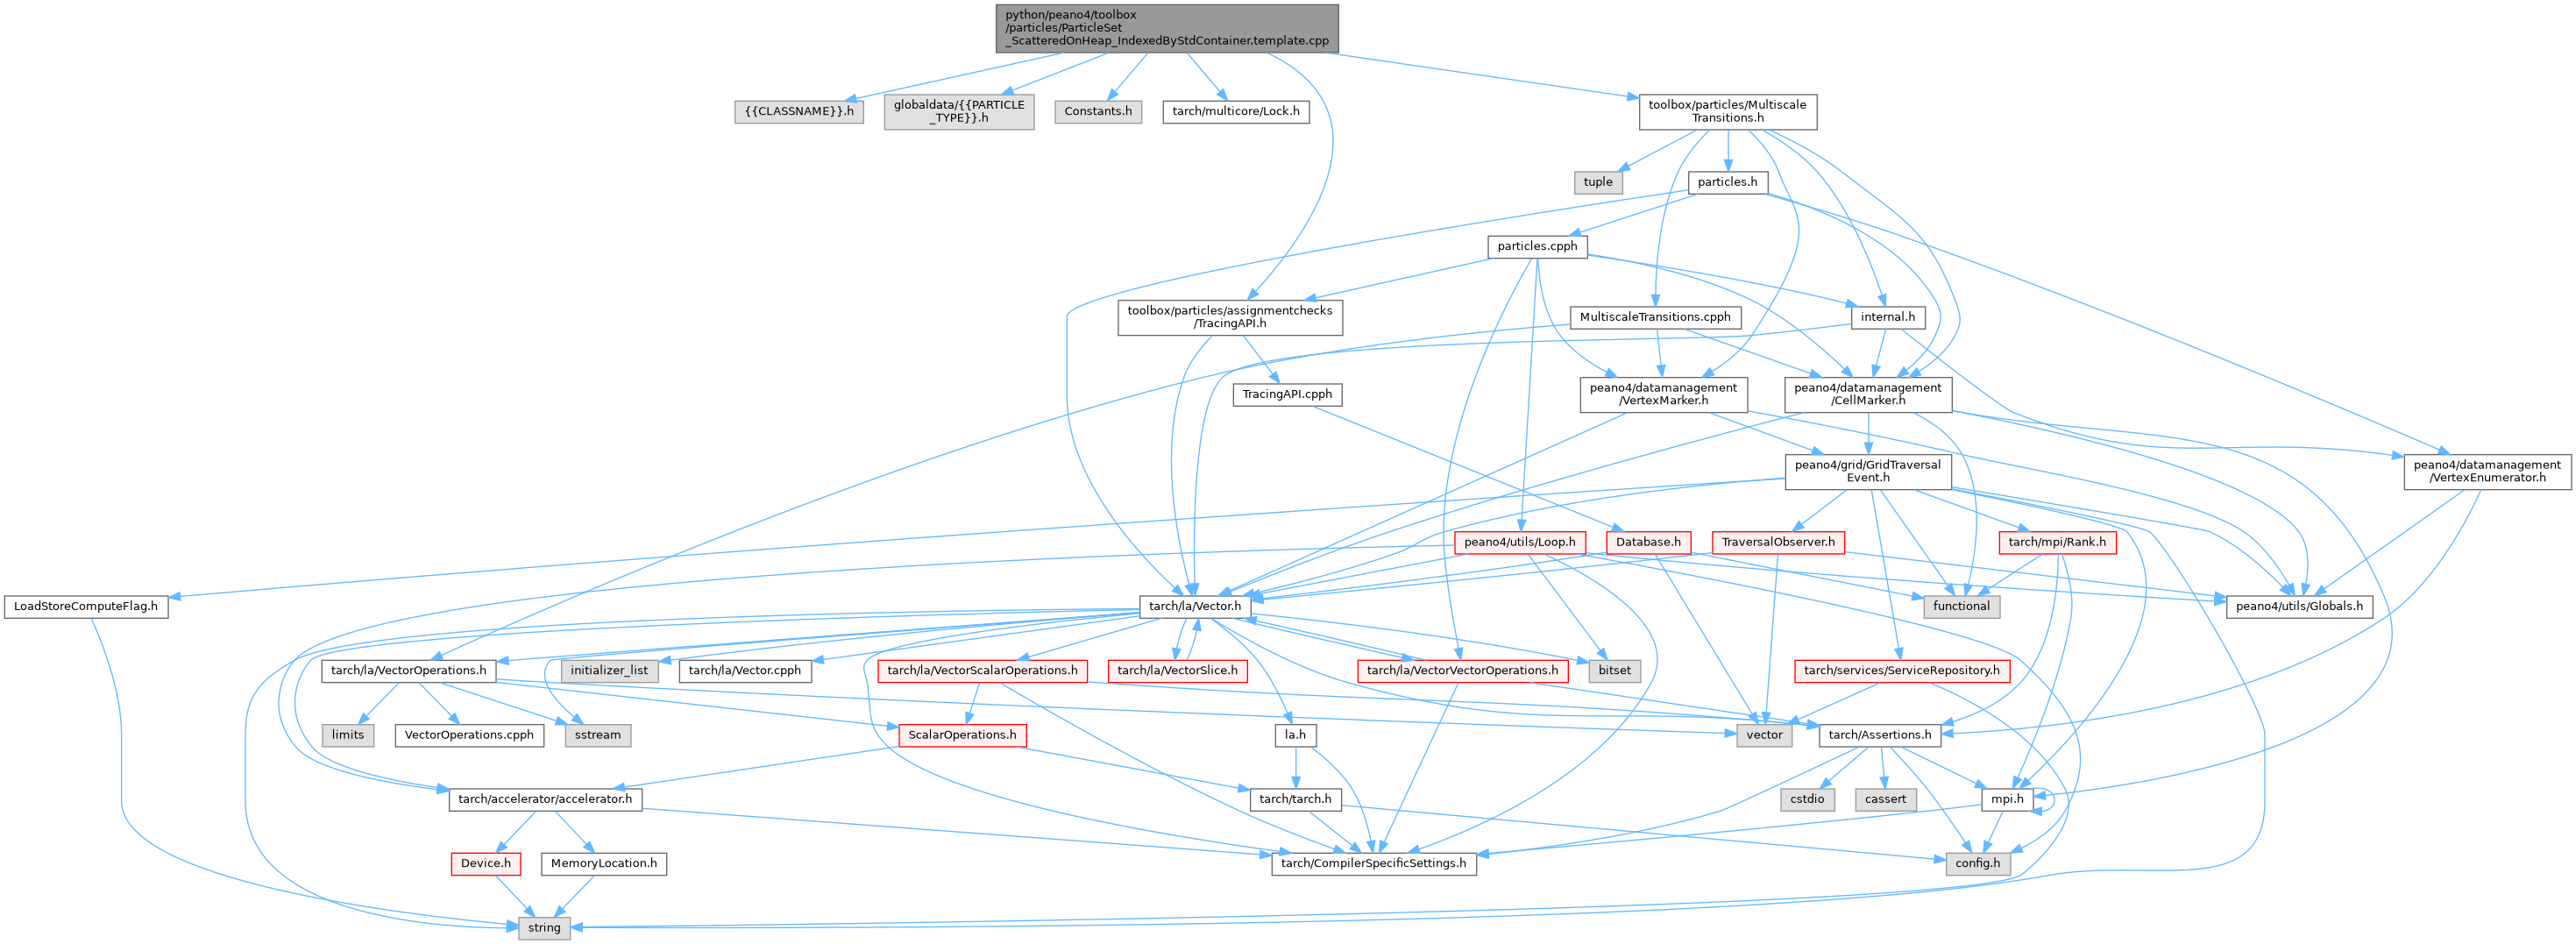 python/peano4/toolbox
/particles/ParticleSet
_ScatteredOnHeap_IndexedByStdContainer.template.cpp
{{CLASSNAME}}.h
globaldata/{{PARTICLE
_TYPE}}.h
Constants.h
tarch/multicore/Lock.h
toolbox/particles/Multiscale
Transitions.h
tuple
particles.h
particles.cpph
toolbox/particles/assignmentchecks
/TracingAPI.h
MultiscaleTransitions.cpph
internal.h
TracingAPI.cpph
peano4/datamanagement
/VertexMarker.h
peano4/datamanagement
/CellMarker.h
peano4/grid/GridTraversal
Event.h
peano4/datamanagement
/VertexEnumerator.h
peano4/utils/Loop.h
Database.h
TraversalObserver.h
tarch/mpi/Rank.h
LoadStoreComputeFlag.h
tarch/la/Vector.h
functional
peano4/utils/Globals.h
tarch/la/VectorOperations.h
initializer_list
tarch/la/Vector.cpph
tarch/la/VectorScalarOperations.h
tarch/la/VectorSlice.h
tarch/la/VectorVectorOperations.h
bitset
tarch/services/ServiceRepository.h
limits
VectorOperations.cpph
sstream
ScalarOperations.h
la.h
vector
tarch/Assertions.h
tarch/accelerator/accelerator.h
tarch/tarch.h
cstdio
cassert
mpi.h
Device.h
MemoryLocation.h
tarch/CompilerSpecificSettings.h
config.h
string